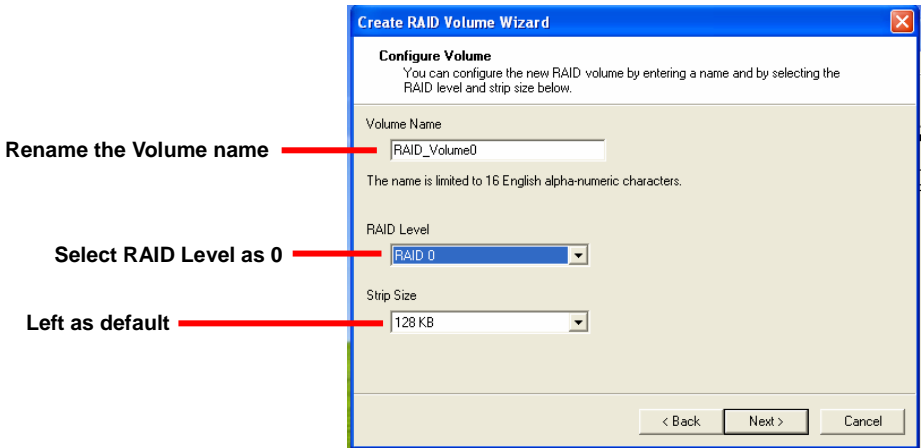 Create RAID Volume Wizard
Configure Volume
You can configure the new RAID volume by entering a name and by selecting the
RAID level and strip size below.
Volume Name
Rename the Volume name
RAID_Volume0
The name is limited to 16 English alpha-numeric characters.
RAID Level
Select RAID Level as 0
RAID 0
Strip Size
Left as default
128 KB
< Back
Next >
Cancel